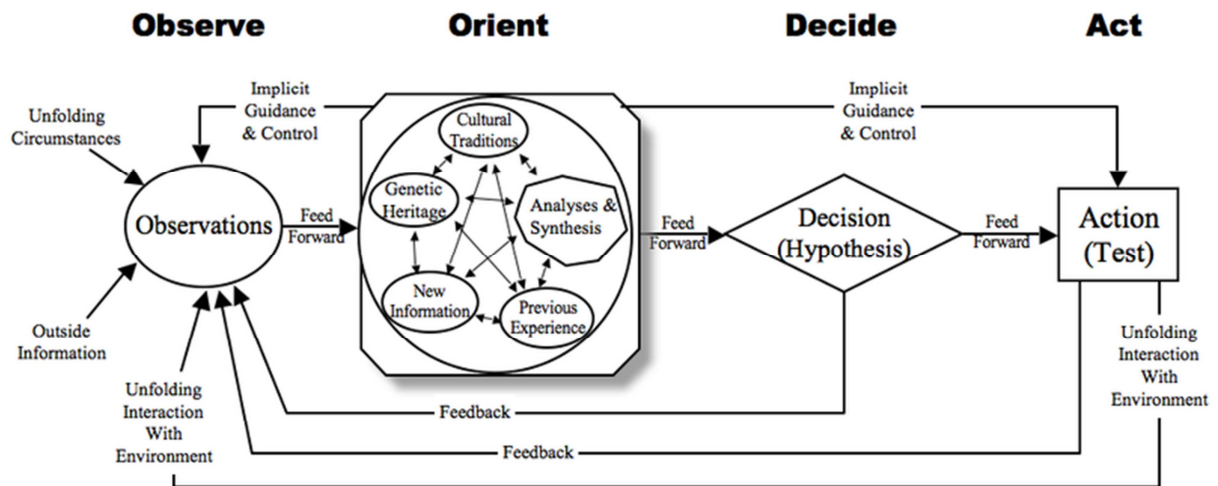 Observe
Orient
Decide
Act
Implicit
Guidance
& Control
Implicit
Guidance
& Control
Unfolding
Circumstances
Cultural
Traditions
Genetic
Heritage
Analyses &
Synthesis
New
Information
Previous
Experience
Observations
Feed
Forward
Feed
Forward
Decision
(Hypothesis)
Feed
Forward
Action
(Test)
Outside
Information
Unfolding
Interaction
With
Environment
Unfolding
Interaction
With
Environment
Feedback
Feedback